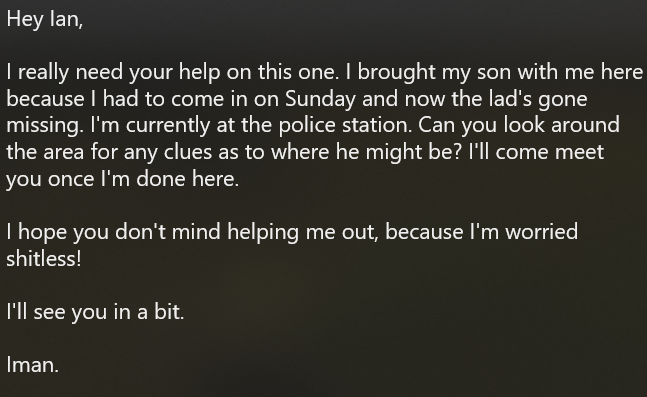 Hey Ian,
I really need your help on this one. I brought my son with me here
because I had to come in on Sunday and now the lad's gone
missing. I'm currently at the police station. Can you look around
the area for any clues as to where he might be? I'll come meet
you once I'm done here.
I hope you don't mind helping me out, because I'm worried
shitless!
I'll see you in a bit.
Iman.